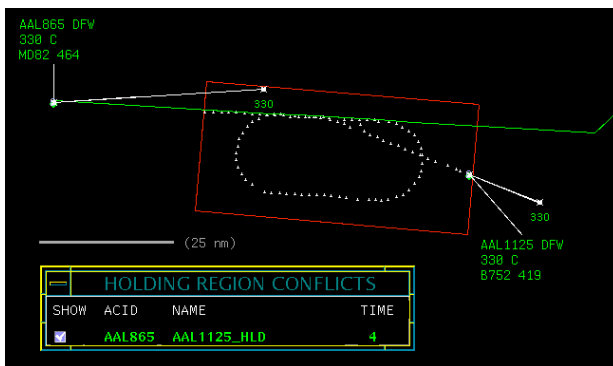 AAL865 DFW
330 C
MD82 464
330
330
AAL1125 DFW
330 C
B752 419
(25 nm)
HOLDING REGION CONFLICTS
SHOW ACID NAME TIME
AAL865 AAL1125_HLD 4